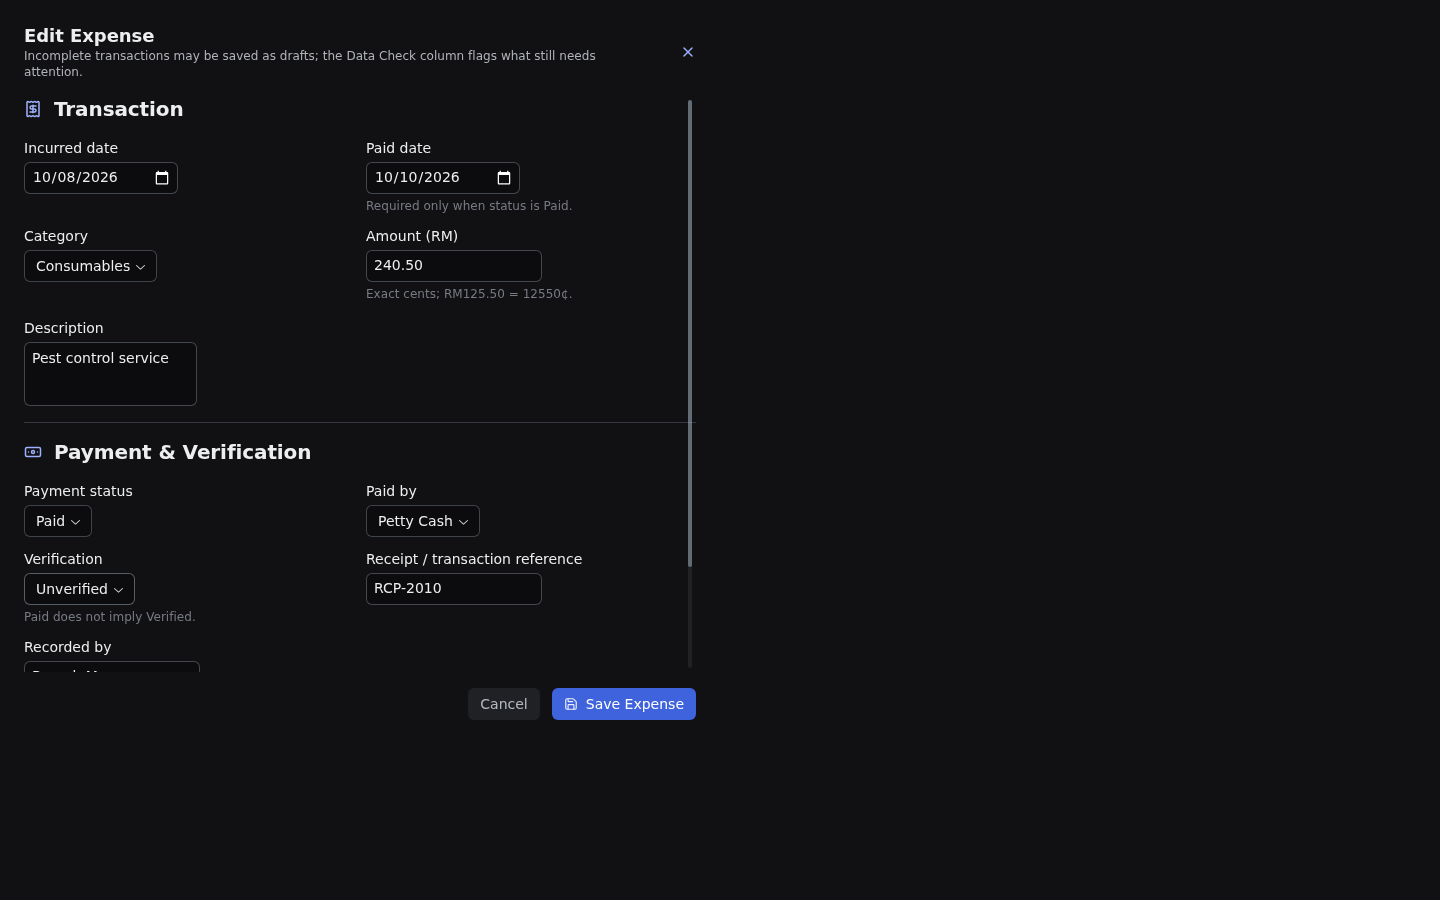 Edit Expense
Incomplete transactions may be saved as drafts; the Data Check column flags what still needs
attention.
Transaction
Incurred date
Paid date
10/08/2026
10/10/2026
Required only when status is Paid.
Category
Amount (RM)
Consumables
240.50
Exact cents; RM125.50 = 12550¢.
Description
Pest control service
Payment & Verification
Payment status
Paid by
Paid
Petty Cash
Verification
Receipt / transaction reference
Unverified
RCP-2010
Paid does not imply Verified.
Recorded by
Cancel
Save Expense